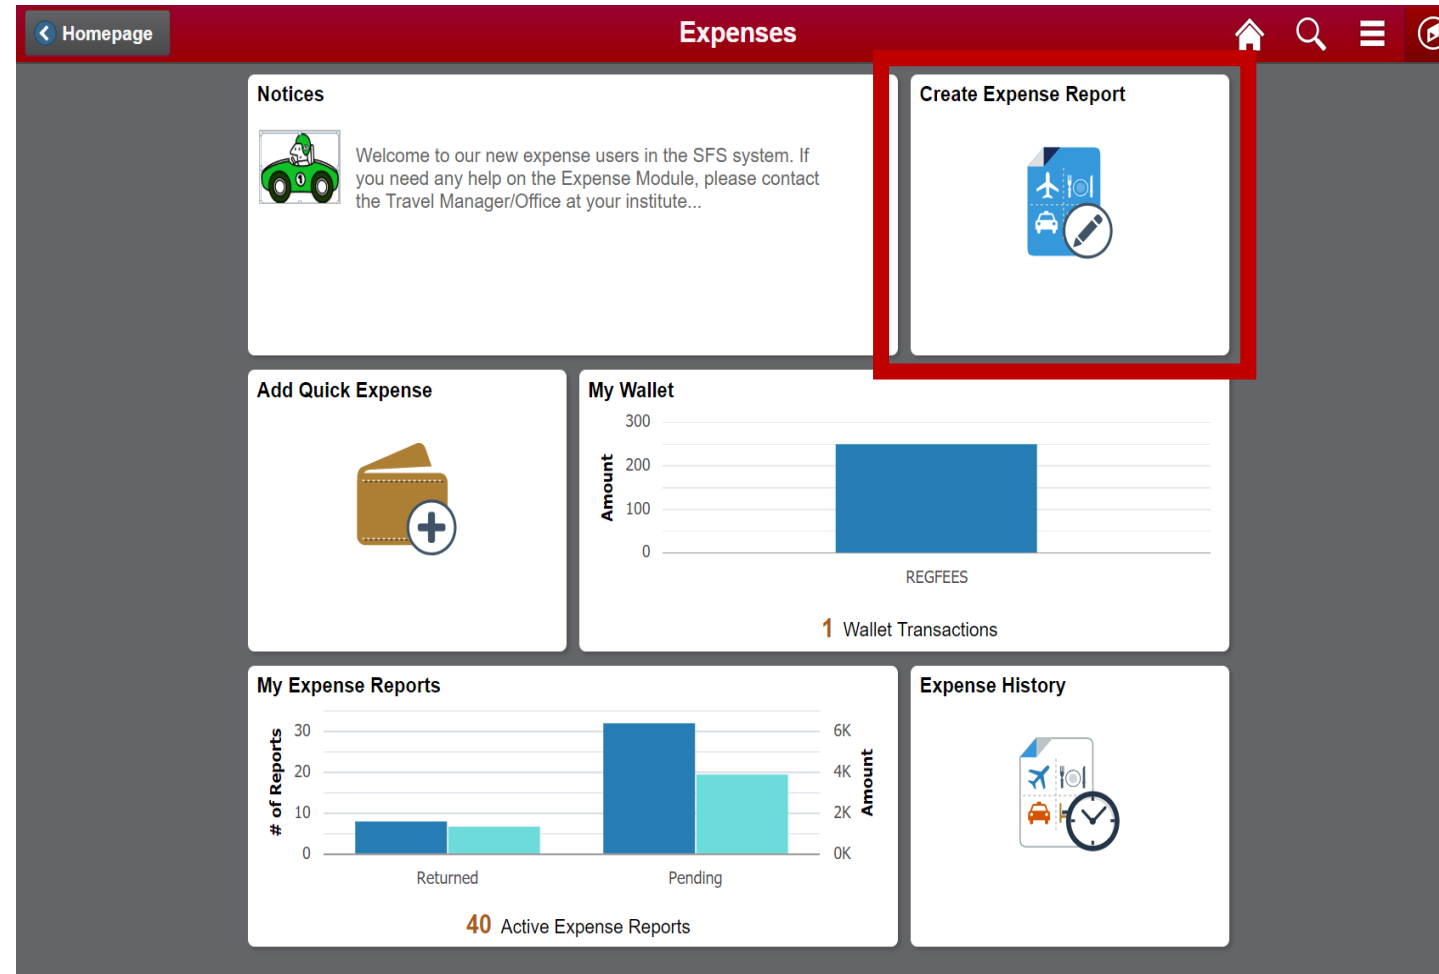 Homepage
Expenses
Notices
Welcome to our new expense users in the SFS system. If
you need any help on the Expense Module, please contact
the Travel Manager/Office at your institute...
1
Create Expense Report
Add Quick Expense
My Wallet
300
200
100
0
Amount
REGFEES
1 Wallet Transactions
My Expense Reports
30
20
10
0
# of Reports
6K
4K
2K
0K
Amount
Returned
Pending
40 Active Expense Reports
Expense History